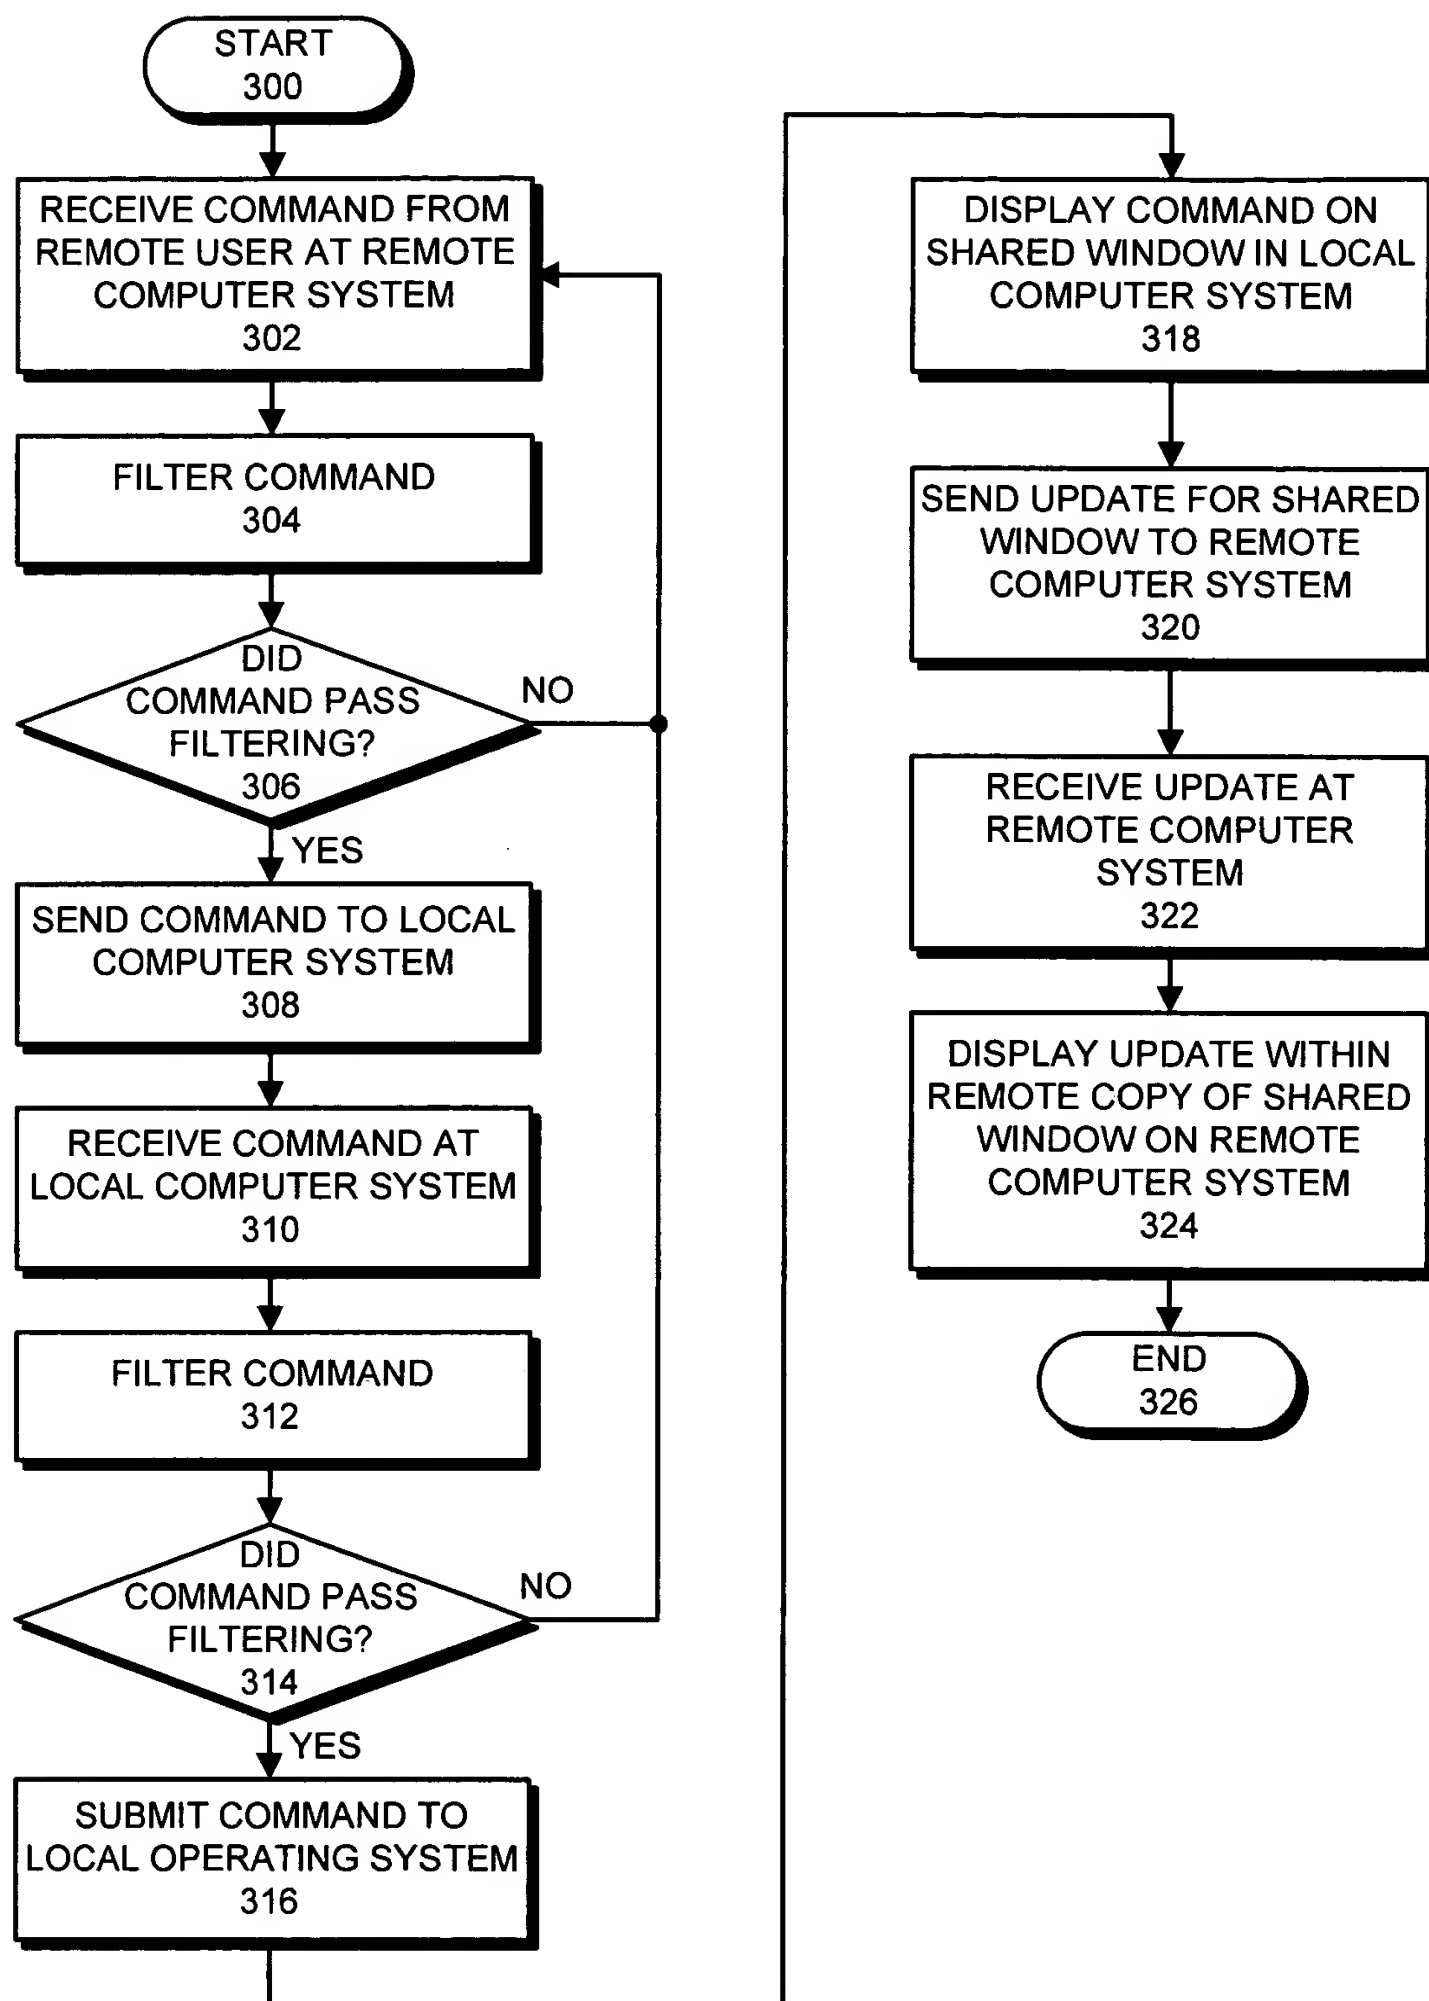 START
300
RECEIVE COMMAND FROM
REMOTE USER AT REMOTE
COMPUTER SYSTEM
302
FILTER COMMAND
304
DID
COMMAND PASS
FILTERING?
306
NO
YES
SEND COMMAND TO LOCAL
COMPUTER SYSTEM
308
RECEIVE COMMAND AT
LOCAL COMPUTER SYSTEM
310
FILTER COMMAND
312
DID
COMMAND PASS
FILTERING?
314
NO
YES
SUBMIT COMMAND TO
LOCAL OPERATING SYSTEM
316
DISPLAY COMMAND ON
SHARED WINDOW IN LOCAL
COMPUTER SYSTEM
318
SEND UPDATE FOR SHARED
WINDOW TO REMOTE
COMPUTER SYSTEM
320
RECEIVE UPDATE AT
REMOTE COMPUTER
SYSTEM
322
DISPLAY UPDATE WITHIN
REMOTE COPY OF SHARED
WINDOW ON REMOTE
COMPUTER SYSTEM
324
END
326